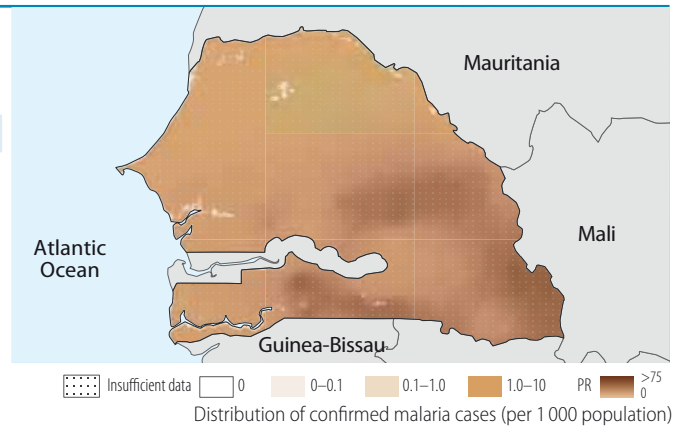 Mauritania
Mali
Atlantic
Ocean
Guinea-Bissau
Insufficient data 0 0–0.1 0.1–1.0 1.0–10 PR >75
0
Distribution of confirmed malaria cases (per 1 000 population)